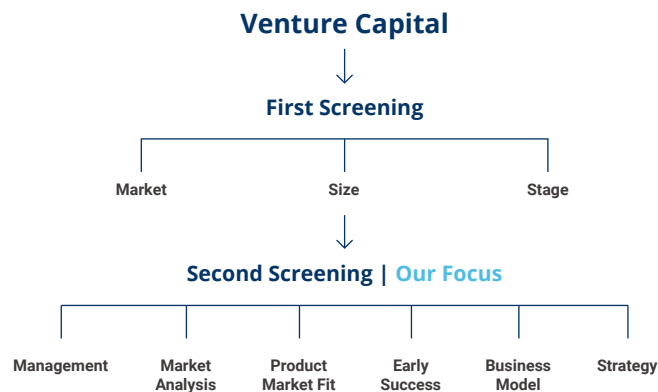 Venture Capital
First Screening
Market Size Stage
Second Screening | Our Focus
Management Market Product Early Business Strategy
Analysis Market Fit Success Model